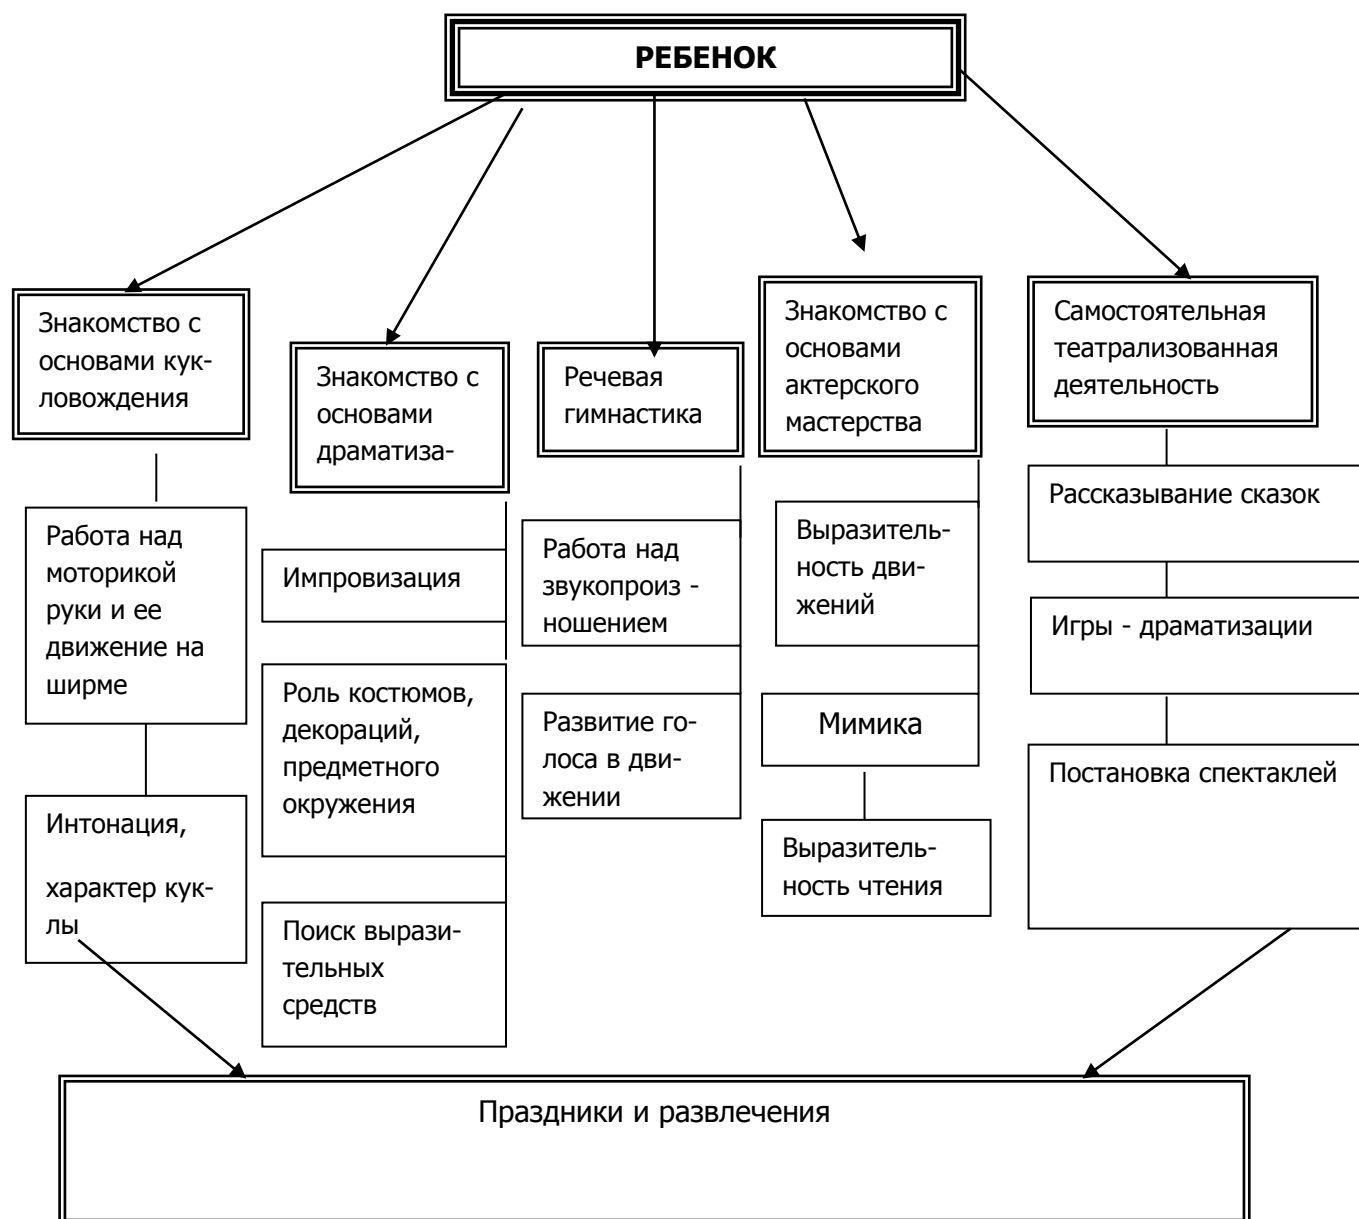 РЕБЕНОК
Знакомство с
основами кук-
ловождения
Знакомство с
основами
драматиза-
Речевая
гимнастика
Знакомство с
основами
актерского
мастерства
Самостоятельная
театрализованная
деятельность
Работа над
моторикой
руки и ее
движение на
ширме
Интонация,
характер кук-
лы
Импровизация
Роль костюмов,
декораций,
предметного
окружения
Поиск вырази-
тельных
средств
Работа над
звукопроиз -
ношением
Развитие го-
лоса в дви-
жении
Выразитель-
ность дви-
жений
Мимика
Выразитель-
ность чтения
Рассказывание сказок
Игры - драматизации
Постановка спектаклей
Праздники и развлечения